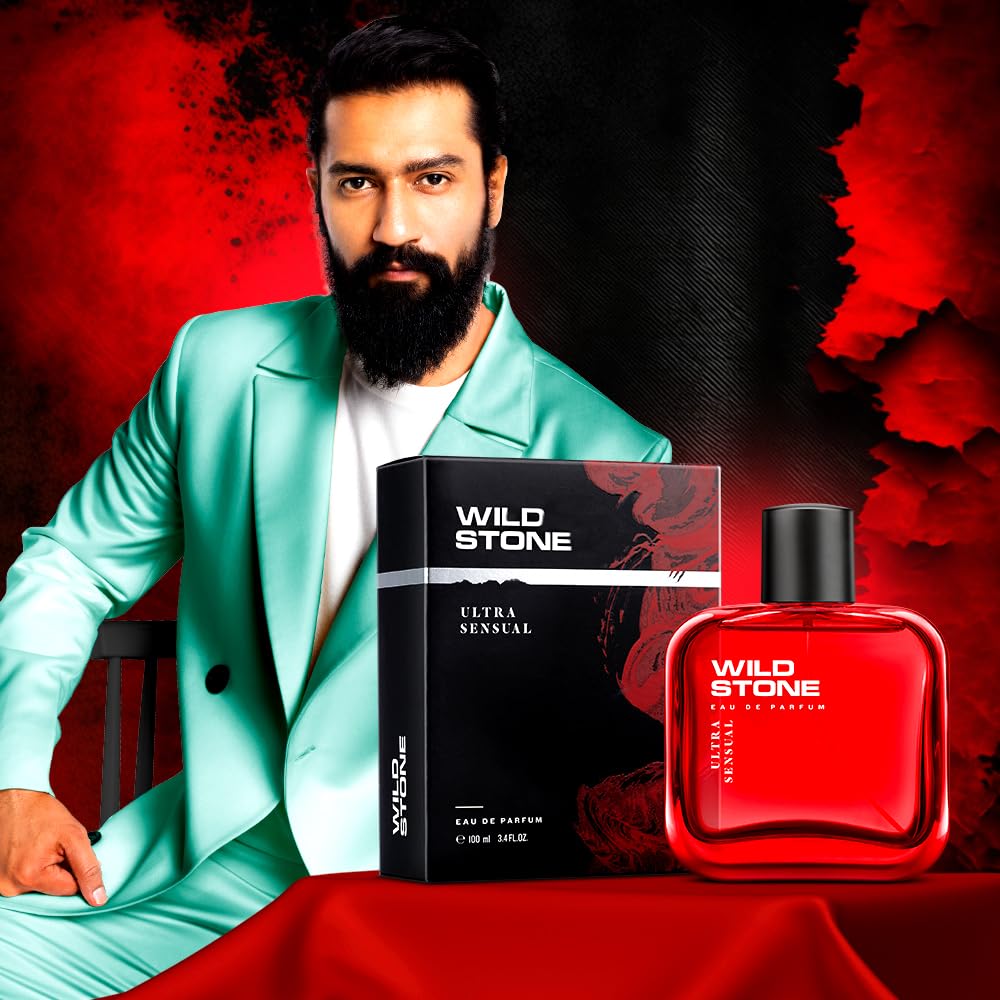 WILD
STONE
ULTRA
SENSUAL
WILD
STONE
EAU DE PARFUM
℮ 100 ml 3.4 FL.OZ.
WILD
STONE
EAU DE PARFUM
ULTRA
SENSUAL